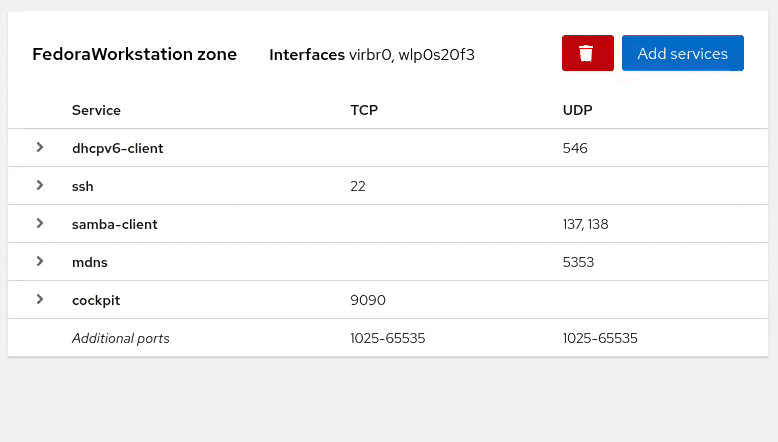 FedoraWorkstation zone Interfaces virbr0, wlp0s20f3 Add services
Service TCP UDP
dhcpv6-client 546
ssh 22
samba-client 137, 138
mdns 5353
cockpit 9090
Additional ports 1025-65535 1025-65535